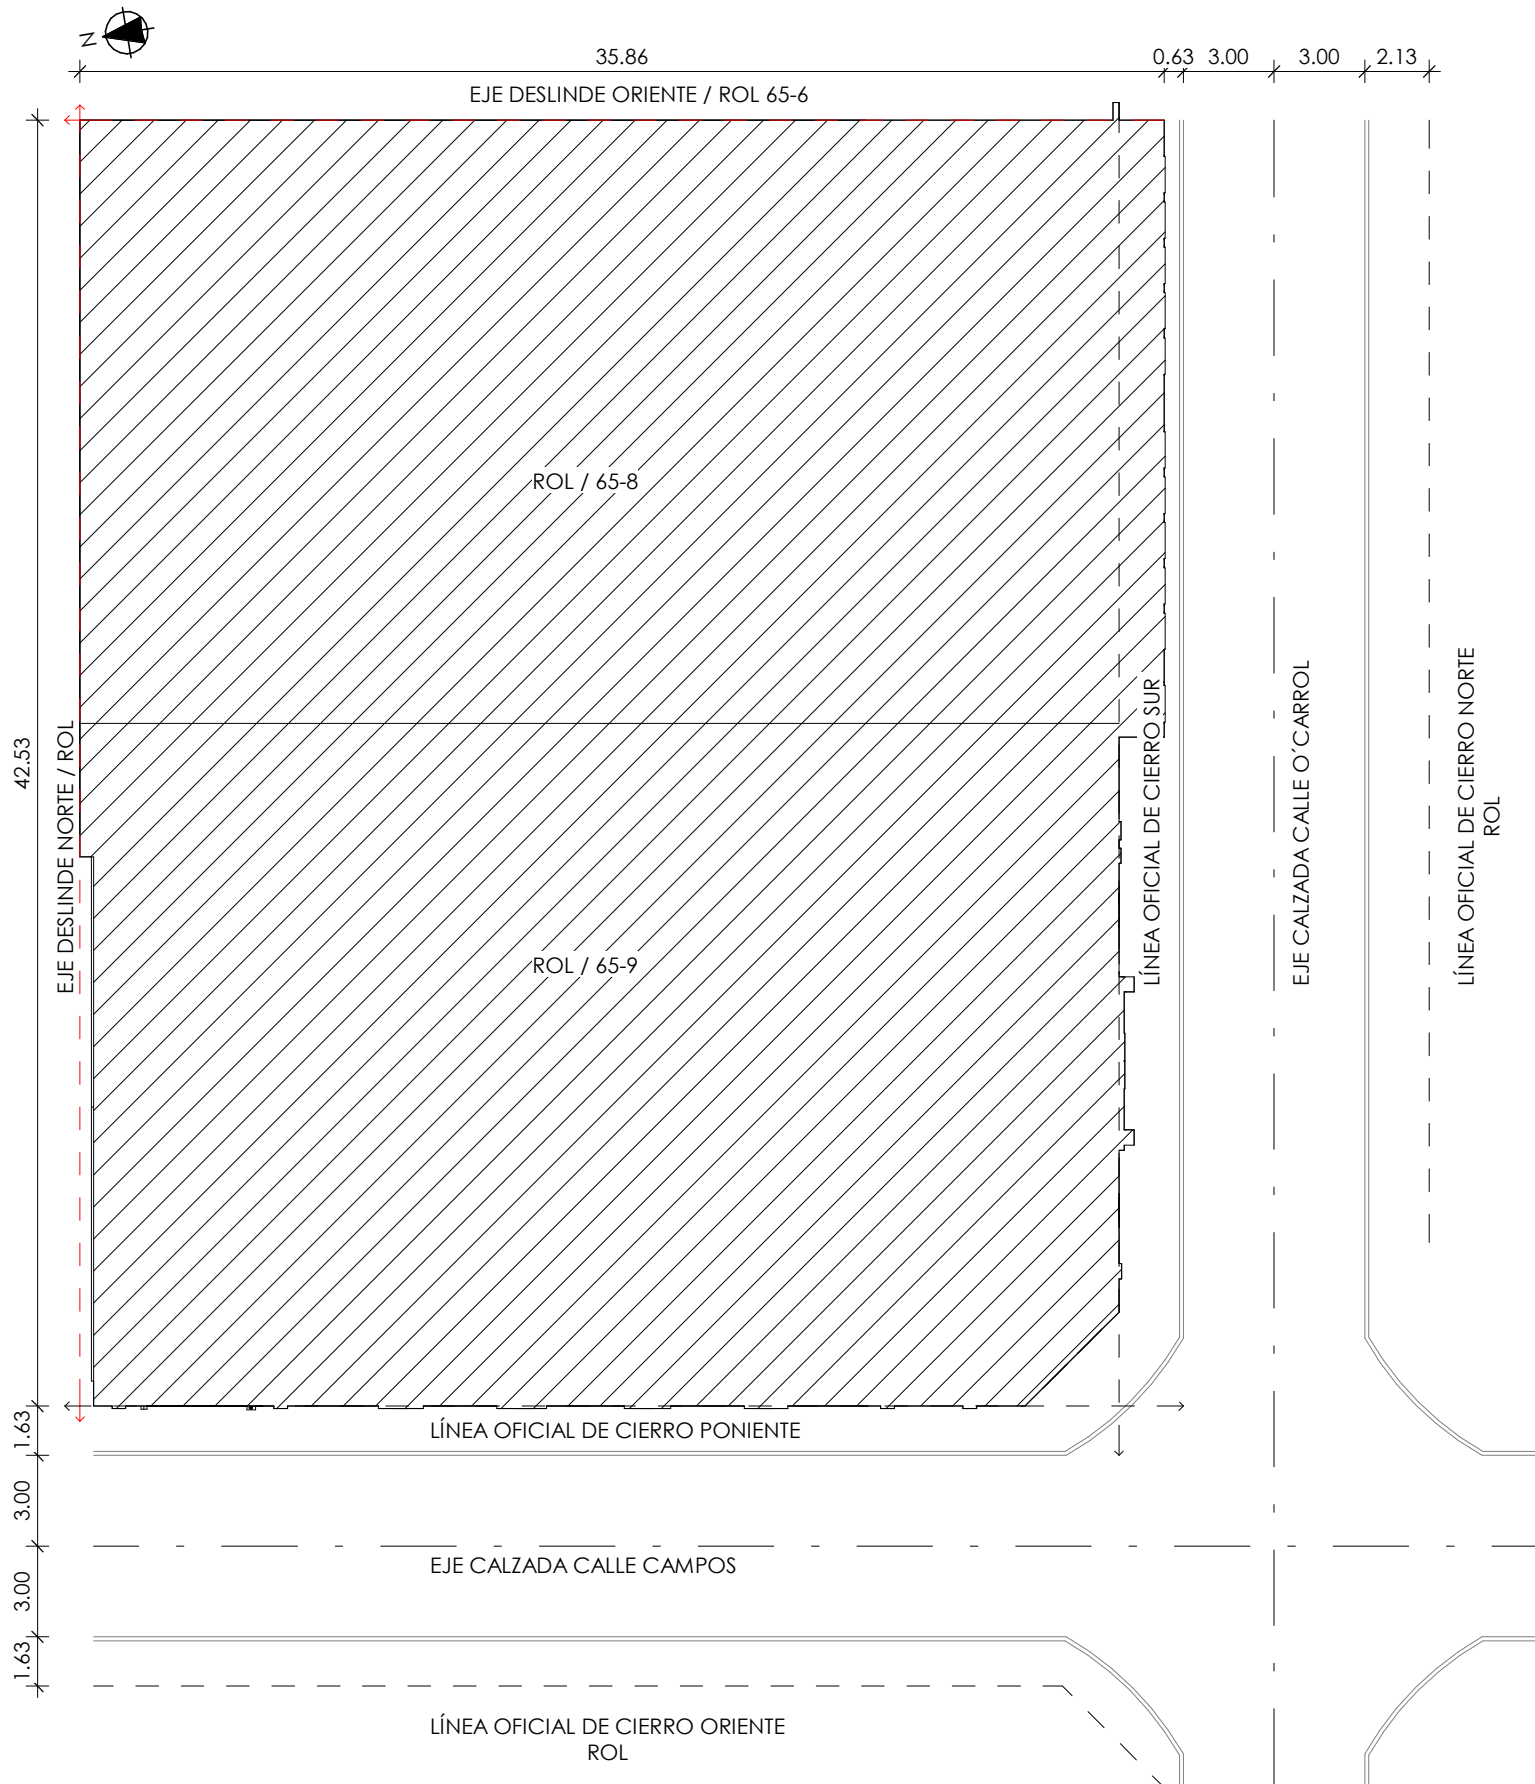 N
35.86
0.63
3.00
3.00
2.13
EJE DESLINDE ORIENTE / ROL 65-6
ROL / 65-8
42.53
EJE DESLINDE NORTE / ROL
LÍNEA OFICIAL DE CIERRO SUR
EJE CALZADA CALLE O´CARROL
LÍNEA OFICIAL DE CIERRO NORTE
ROL
ROL / 65-9
1.63
LÍNEA OFICIAL DE CIERRO PONIENTE
3.00
EJE CALZADA CALLE CAMPOS
3.00
1.63
LÍNEA OFICIAL DE CIERRO ORIENTE
ROL